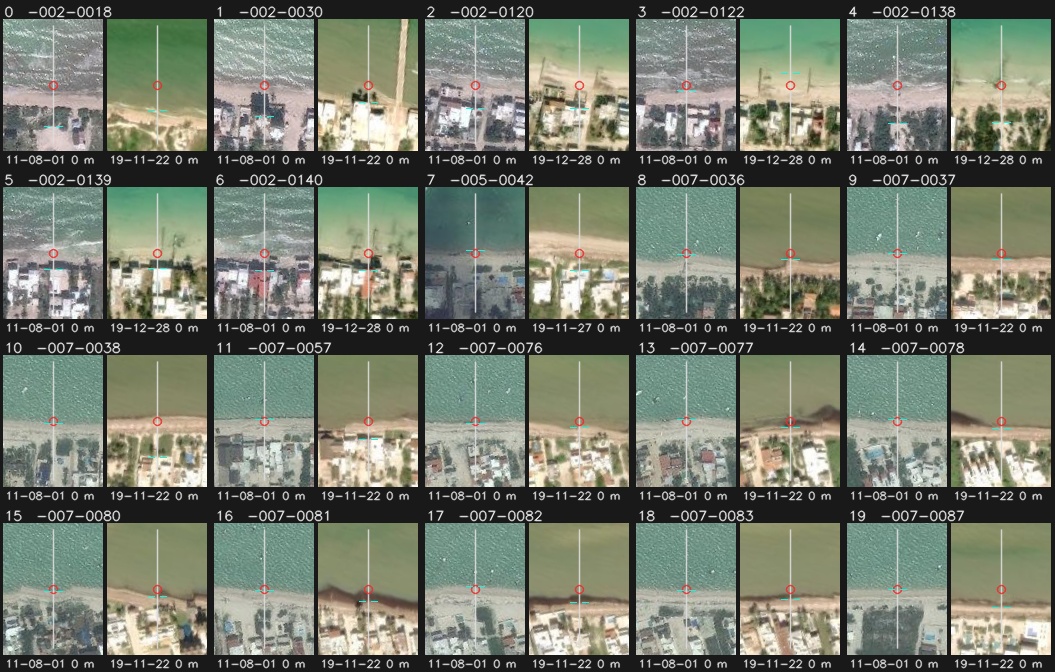 0 -002-0018
1 -002-0030
2 -002-0120
3 -002-0122
4 -002-0138
11-08-01 0 m
19-11-22 0 m
11-08-01 0 m
19-11-22 0 m
11-08-01 0 m
19-12-28 0 m
11-08-01 0 m
19-12-28 0 m
11-08-01 0 m
19-12-28 0 m
5 -002-0139
6 -002-0140
7 -005-0042
8 -007-0036
9 -007-0037
11-08-01 0 m
19-12-28 0 m
11-08-01 0 m
19-12-28 0 m
11-08-01 0 m
19-11-27 0 m
11-08-01 0 m
19-11-22 0 m
11-08-01 0 m
19-11-22 0 m
10 -007-0038
11 -007-0057
12 -007-0076
13 -007-0077
14 -007-0078
11-08-01 0 m
19-11-22 0 m
11-08-01 0 m
19-11-22 0 m
11-08-01 0 m
19-11-22 0 m
11-08-01 0 m
19-11-22 0 m
11-08-01 0 m
19-11-22 0 m
15 -007-0080
16 -007-0081
17 -007-0082
18 -007-0083
19 -007-0087
11-08-01 0 m
19-11-22 0 m
11-08-01 0 m
19-11-22 0 m
11-08-01 0 m
19-11-22 0 m
11-08-01 0 m
19-11-22 0 m
11-08-01 0 m
19-11-22 0 m